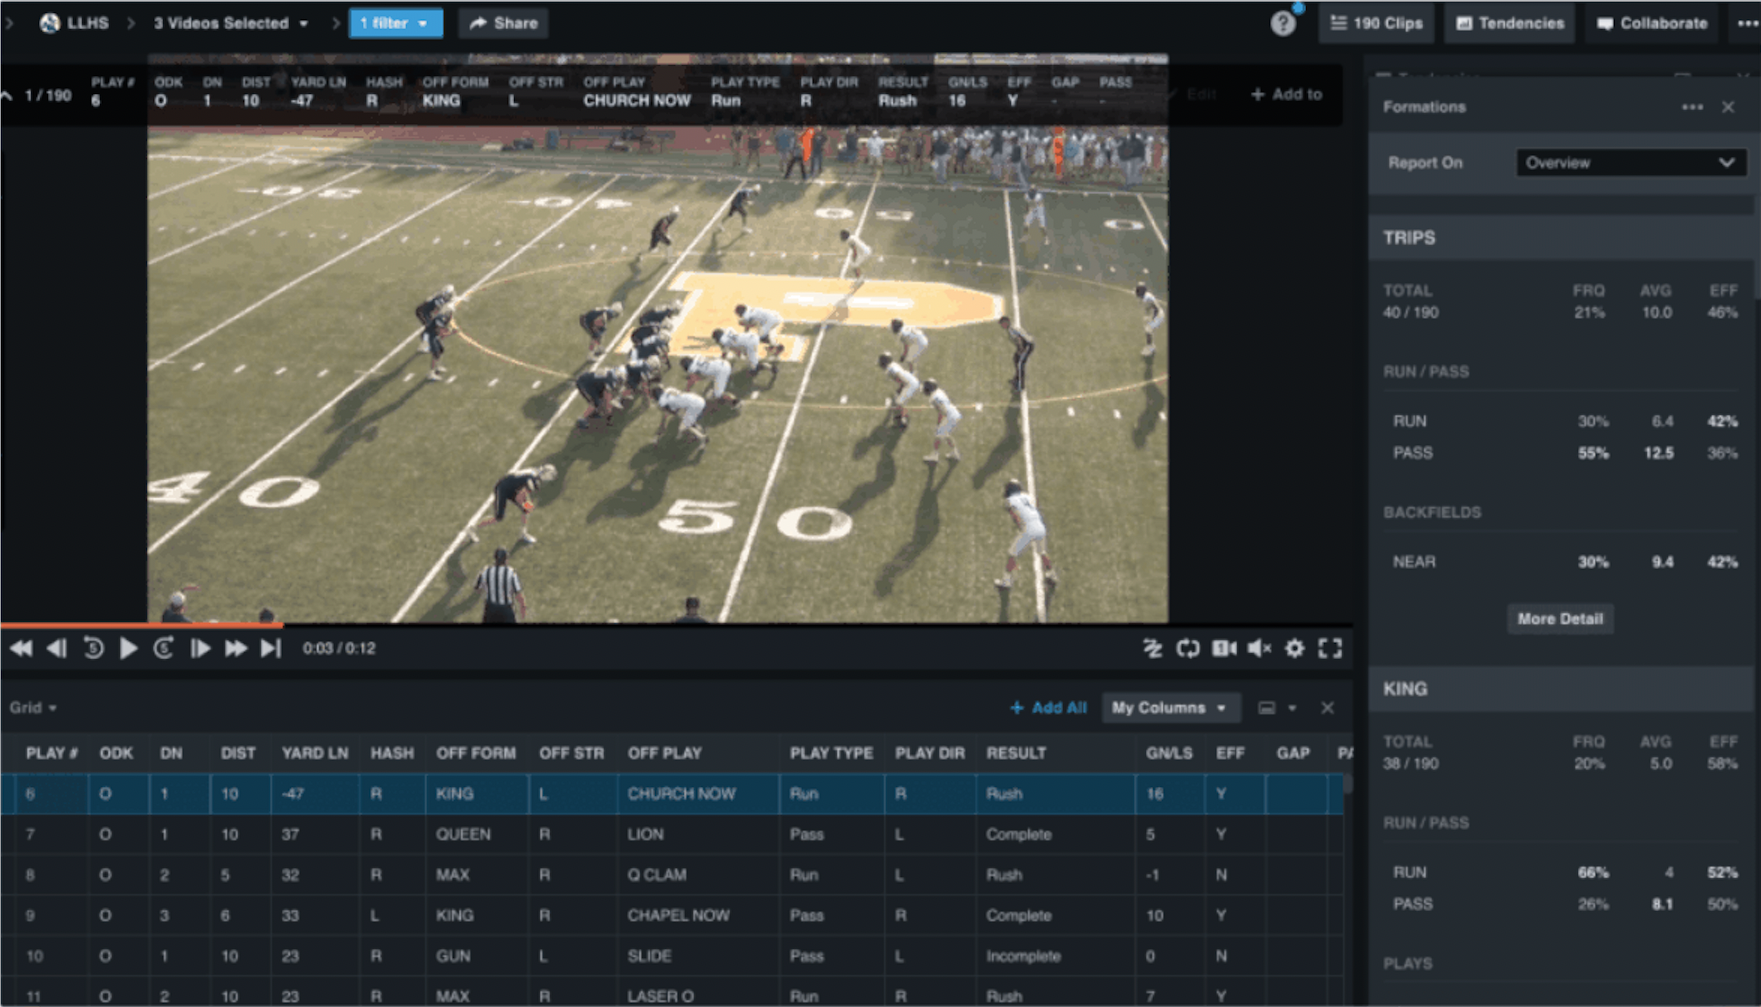 LLHS 3 Videos Selected 1 filter Share ? 190 Clips Tendencies Collaborate
1 / 190
PLAY # ODK DN DIST YARD LN HASH OFF FORM OFF STR OFF PLAY PLAY TYPE PLAY DIR RESULT GN/LS EFF GAP PASS
6 O 1 10 -47 R KING L CHURCH NOW Run R Rush 16 Y - -
Edit + Add to
4 0
5 0
0:03 / 0:12
Grid
+ Add All My Columns
PLAY # ODK DN DIST YARD LN HASH OFF FORM OFF STR OFF PLAY PLAY TYPE PLAY DIR RESULT GN/LS EFF GAP PA
6 O 1 10 -47 R KING L CHURCH NOW Run R Rush 16 Y
7 O 1 10 37 R QUEEN R LION Pass L Complete 5 Y
8 O 2 5 32 R MAX R Q CLAM Run L Rush -1 N
9 O 3 6 33 L KING R CHAPEL NOW Pass R Complete 10 Y
10 O 1 10 23 R GUN L SLIDE Pass L Incomplete 0 N
11 O 2 10 23 R MAX R LASER O Run R Rush 7 Y
Tendencies
Formations
Report On Overview
TRIPS
TOTAL FRQ AVG EFF
40 / 190 21% 10.0 46%
RUN / PASS
RUN 30% 6.4 42%
PASS 55% 12.5 36%
BACKFIELDS
NEAR 30% 9.4 42%
More Detail
KING
TOTAL FRQ AVG EFF
38 / 190 20% 5.0 58%
RUN / PASS
RUN 66% 4 52%
PASS 26% 8.1 50%
PLAYS